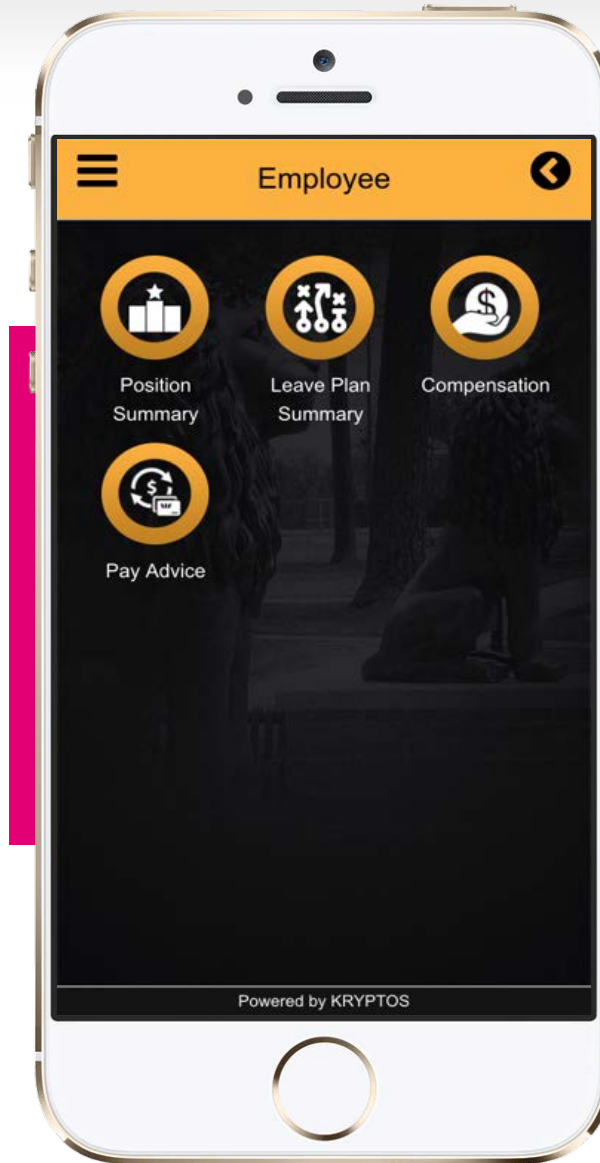 Employee
Position
Summary
Leave Plan
Summary
Compensation
Pay Advice
Powered by KRYPTOS